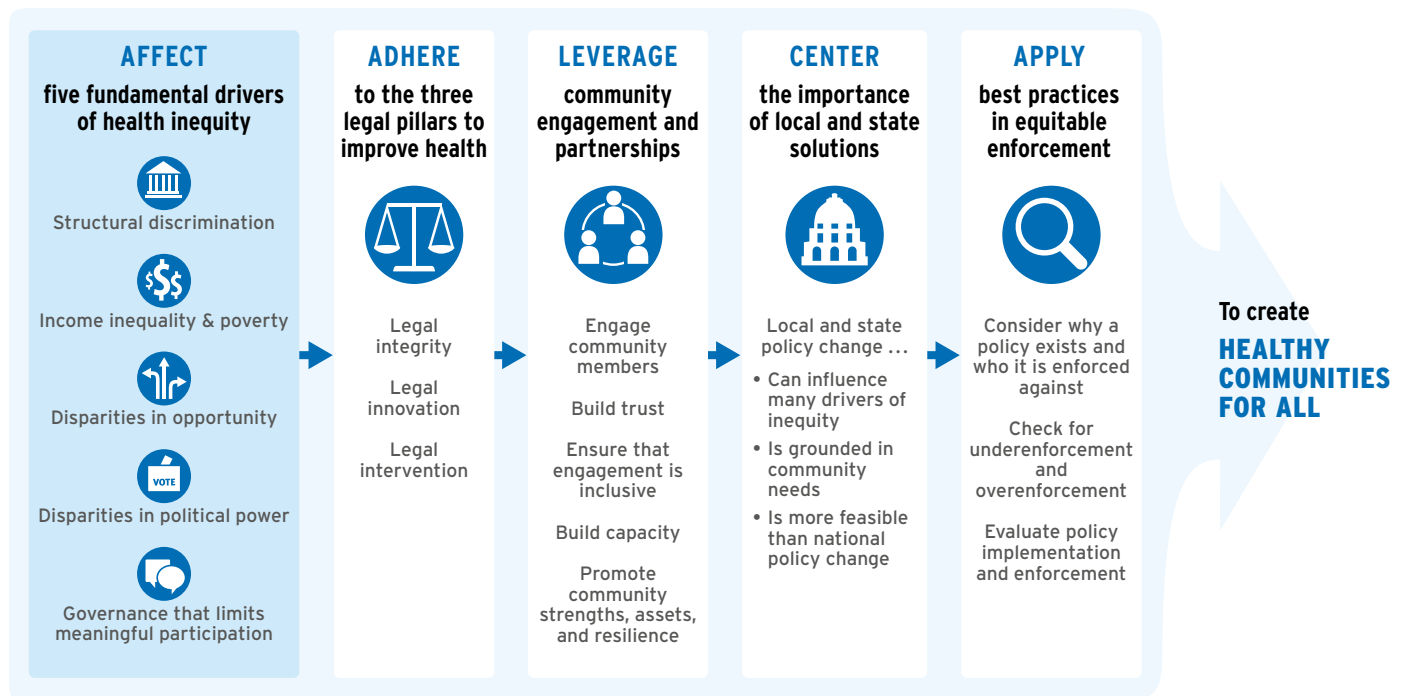 AFFECT
five fundamental drivers
of health inequity
Structural discrimination
$$$
Income inequality & poverty
Disparities in opportunity
VOTE
Disparities in political power
Governance that limits
meaningful participation
ADHERE
to the three
legal pillars to
improve health
Legal
integrity
Legal
innovation
Legal
intervention
LEVERAGE
community
engagement and
partnerships
Engage
community
members
Build trust
Ensure that
engagement is
inclusive
Build capacity
Promote
community
strengths, assets,
and resilience
CENTER
the importance
of local and state
solutions
Local and state
policy change ...
• Can influence
many drivers of
inequity
• Is grounded in
community
needs
• Is more feasible
than national
policy change
APPLY
best practices
in equitable
enforcement
Consider why a
policy exists and
who it is enforced
against
Check for
underenforcement
and
overenforcement
Evaluate policy
implementation
and enforcement
To create
HEALTHY
COMMUNITIES
FOR ALL